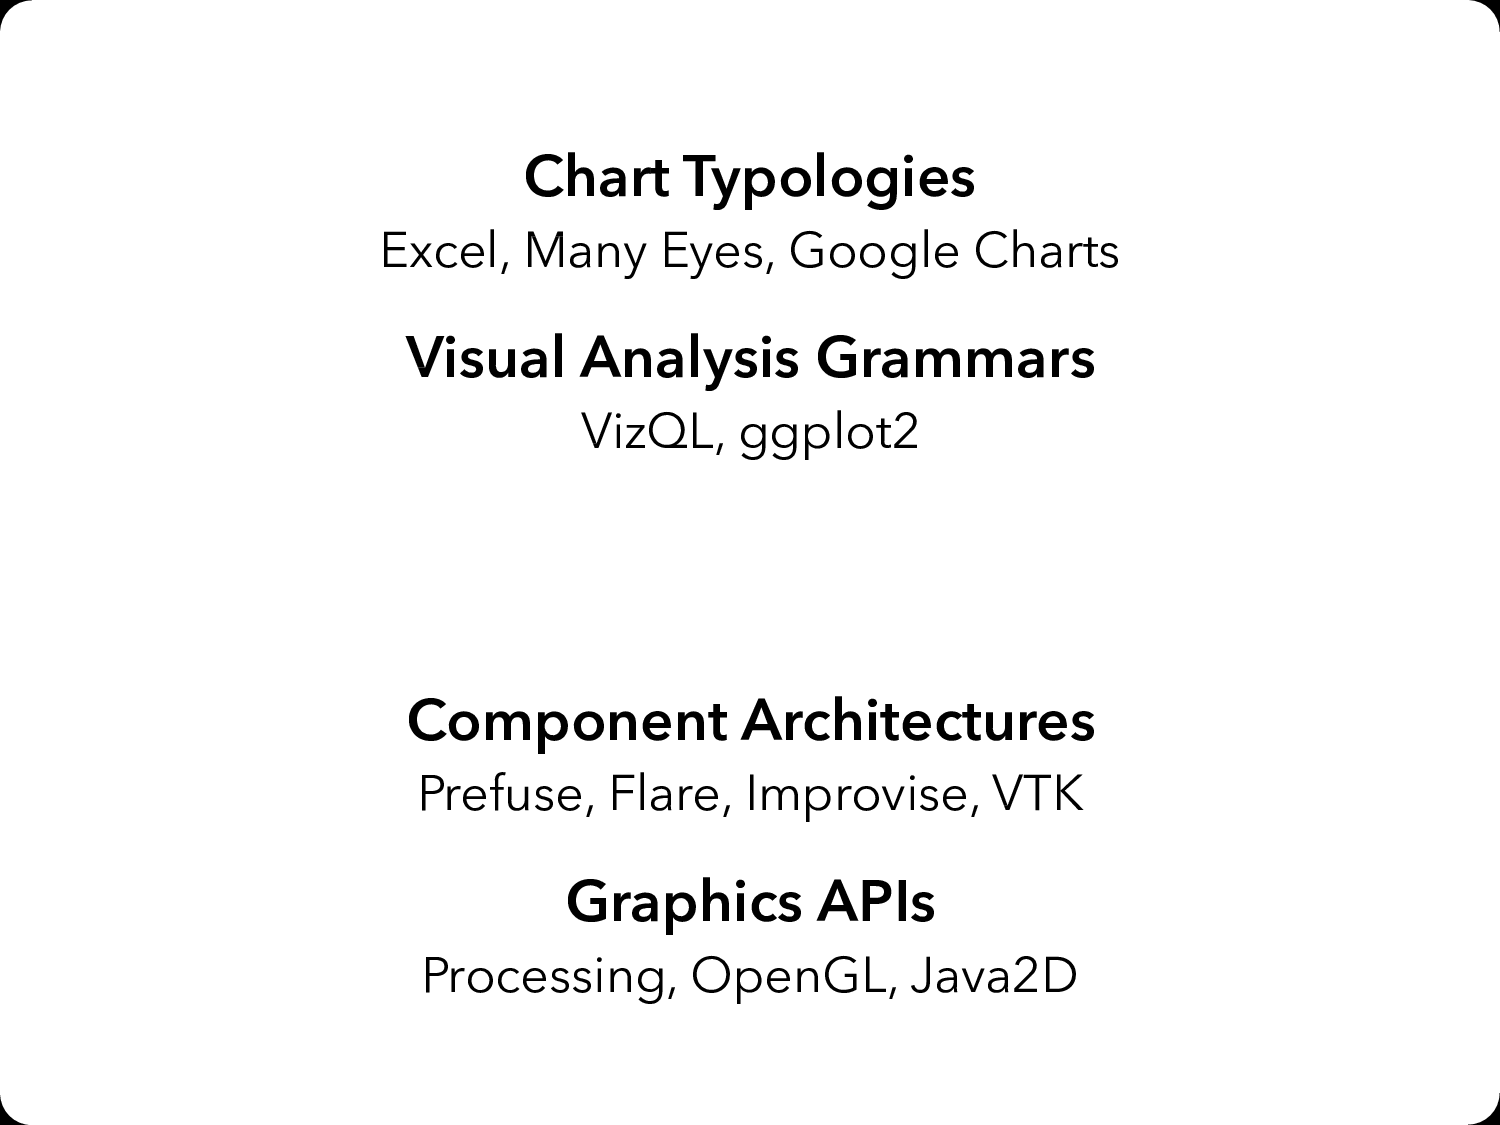 Chart Typologies
Excel, Many Eyes, Google Charts
Visual Analysis Grammars
VizQL, ggplot2
Component Architectures
Prefuse, Flare, Improvise, VTK
Graphics APIs
Processing, OpenGL, Java2D